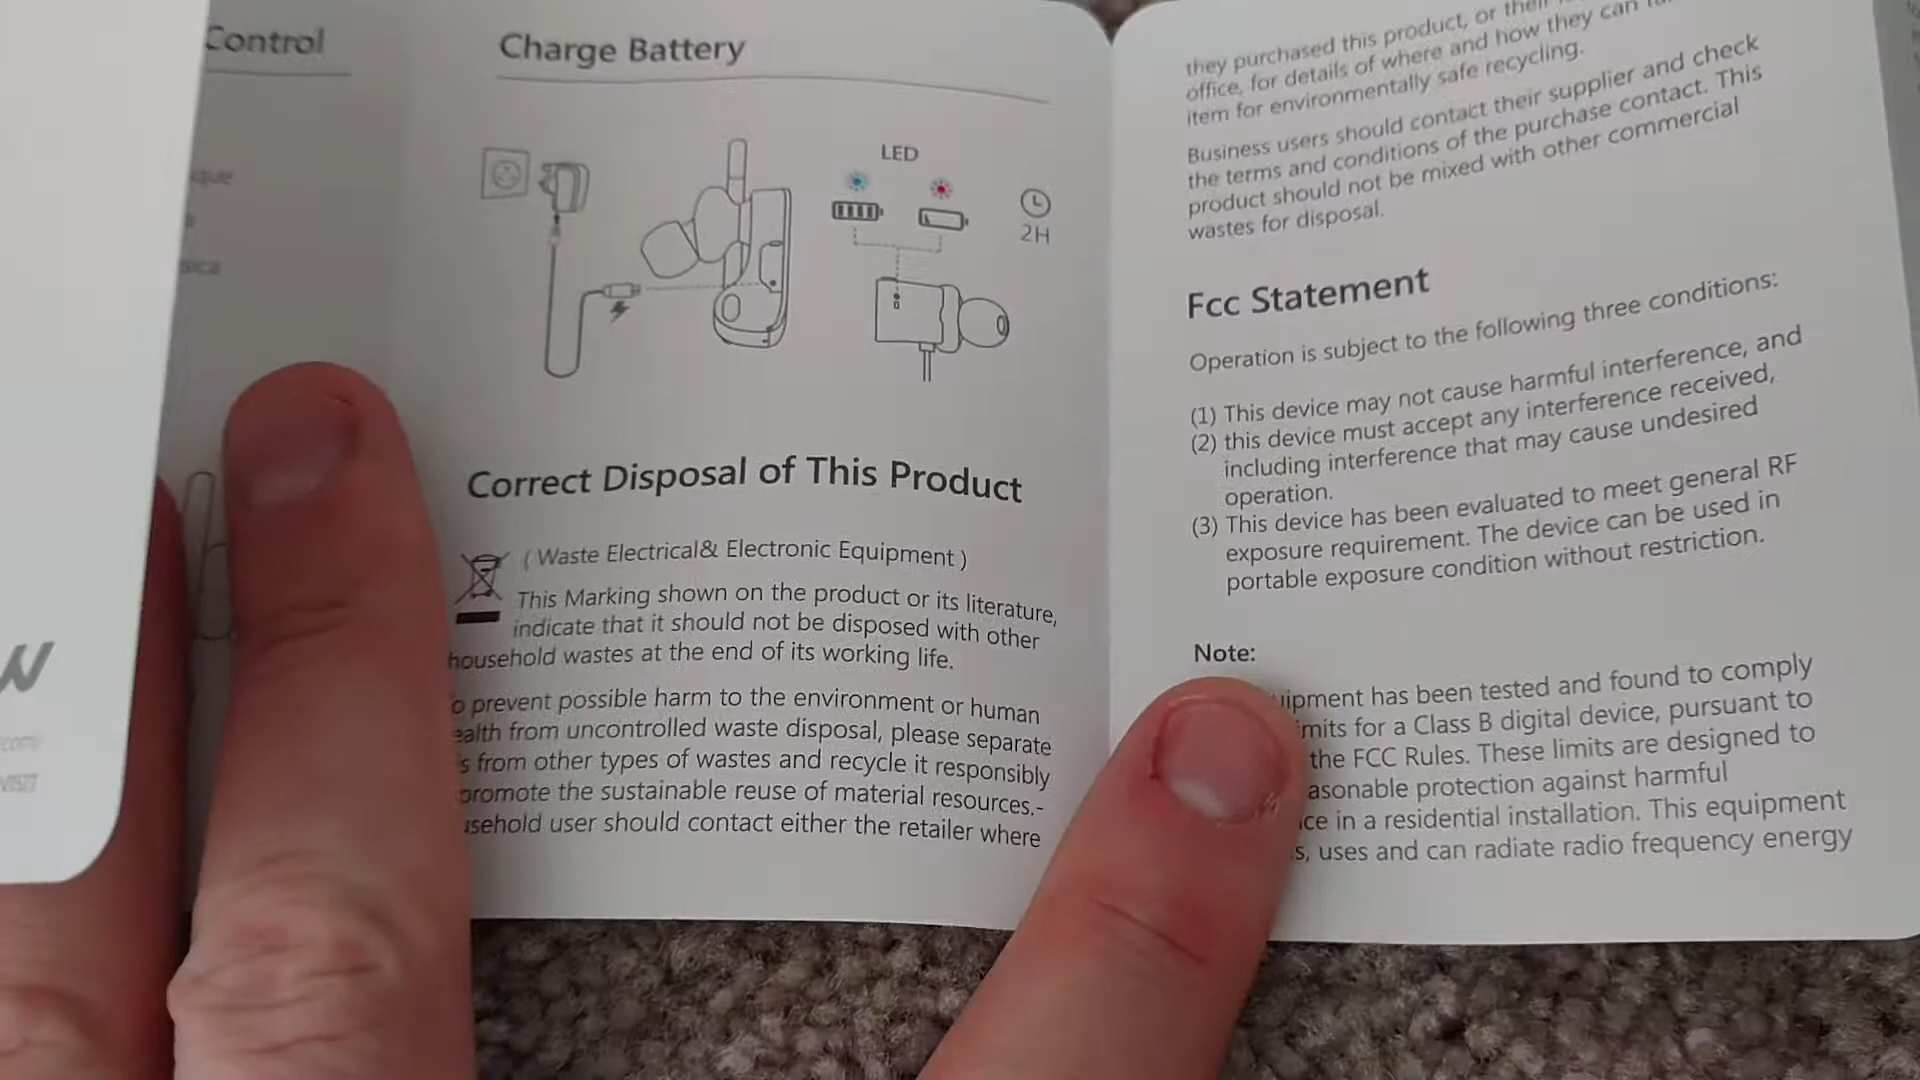 Control
Charge Battery
LED
2H
Correct Disposal of This Product
( Waste Electrical& Electronic Equipment )
This Marking shown on the product or its literature,
indicate that it should not be disposed with other
household wastes at the end of its working life.
o prevent possible harm to the environment or human
ealth from uncontrolled waste disposal, please separate
s from other types of wastes and recycle it responsibly
promote the sustainable reuse of material resources.-
usehold user should contact either the retailer where
they purchased this product, or their
office, for details of where and how they can
item for environmentally safe recycling.
Business users should contact their supplier and check
the terms and conditions of the purchase contact. This
product should not be mixed with other commercial
wastes for disposal.
Fcc Statement
Operation is subject to the following three conditions:
(1) This device may not cause harmful interference, and
(2) this device must accept any interference received,
including interference that may cause undesired
operation.
(3) This device has been evaluated to meet general RF
exposure requirement. The device can be used in
portable exposure condition without restriction.
Note:
uipment has been tested and found to comply
imits for a Class B digital device, pursuant to
the FCC Rules. These limits are designed to
asonable protection against harmful
ce in a residential installation. This equipment
s, uses and can radiate radio frequency energy